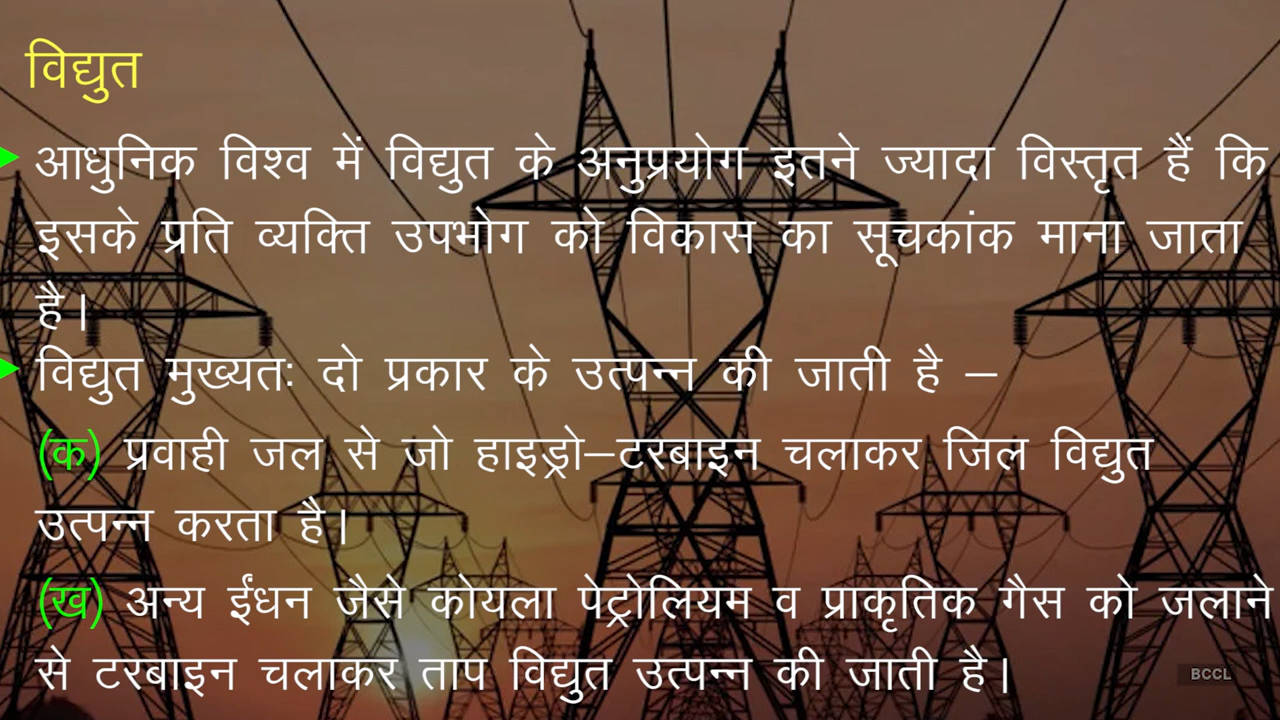 विद्युत
आधुनिक विश्व में विद्युत के अनुप्रयोग इतने ज्यादा विस्तृत हैं कि
इसके प्रति व्यक्ति उपभोग को विकास का सूचकांक माना जाता
है।
विद्युत मुख्यतः दो प्रकार के उत्पन्न की जाती है –
(क) प्रवाही जल से जो हाइड्रो–टरबाइन चलाकर जिल विद्युत
उत्पन्न करता है।
(ख) अन्य ईंधन जैसे कोयला पेट्रोलियम व प्राकृतिक गैस को जलाने
से टरबाइन चलाकर ताप विद्युत उत्पन्न की जाती है।
BCCL